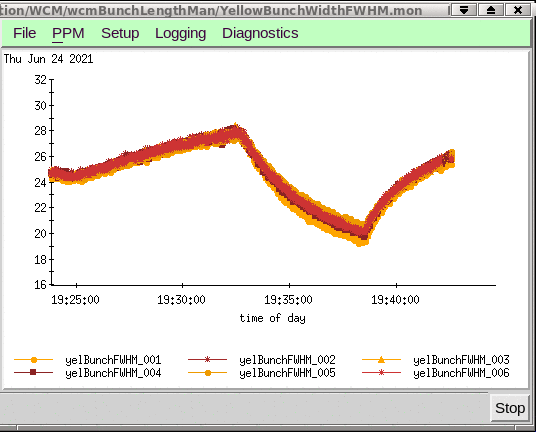 tion/WCM/wcmBunchLengthMan/YellowBunchWidthFWHM.mon
File PPM Setup Logging Diagnostics
Thu Jun 24 2021
32
30
28
26
24
22
20
18
16
19:25:00 19:30:00 19:35:00 19:40:00
time of day
yelBunchFWHM_001 yelBunchFWHM_002 yelBunchFWHM_003
yelBunchFWHM_004 yelBunchFWHM_005 yelBunchFWHM_006
Stop